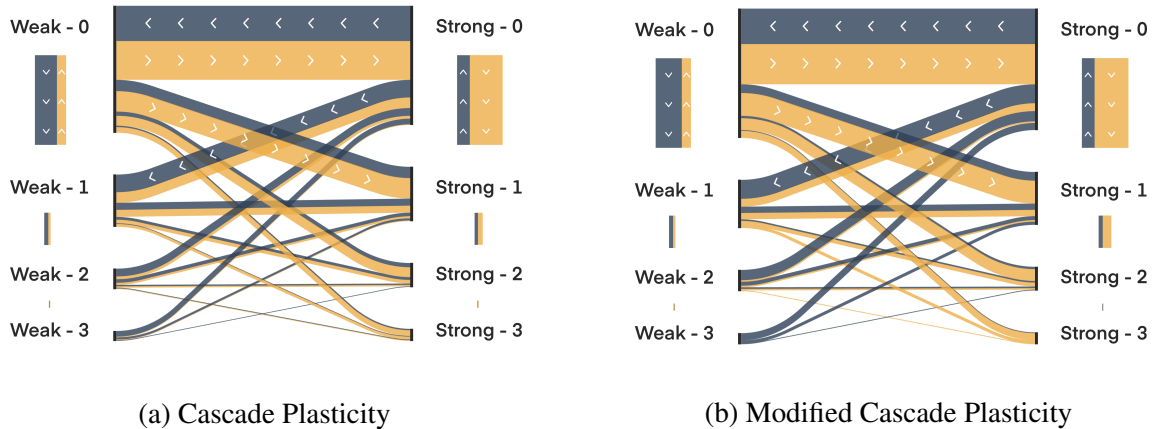 Weak - 0
Strong - 0
Weak - 1
Strong - 1
Weak - 2
Strong - 2
Weak - 3
Strong - 3
(a) Cascade Plasticity
Weak - 0
Strong - 0
Weak - 1
Strong - 1
Weak - 2
Strong - 2
Weak - 3
Strong - 3
(b) Modified Cascade Plasticity